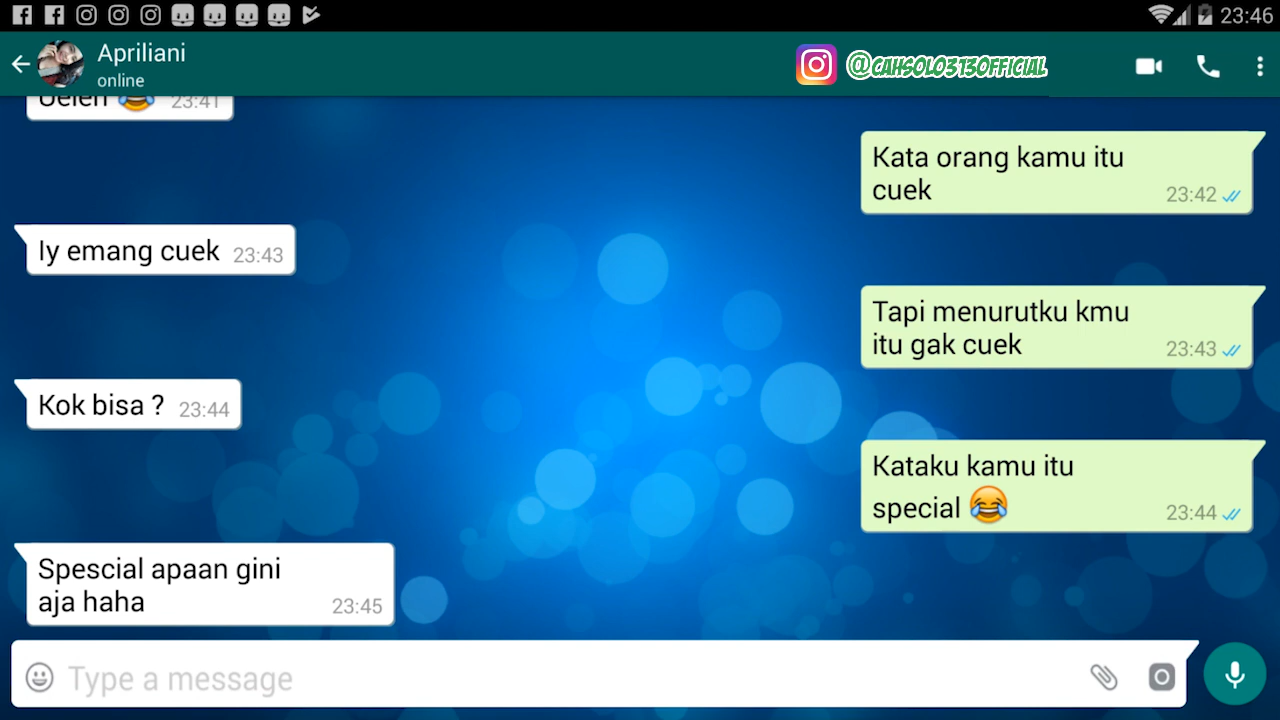 23:46
Apriliani
online
@CAHSOLO313OFFICIAL
23:41
Kata orang kamu itu
cuek
23:42
Iy emang cuek 23:43
Tapi menurutku kmu
itu gak cuek
23:43
Kok bisa ? 23:44
Kataku kamu itu
special 😂
23:44
Spescial apaan gini
aja haha
23:45
Type a message